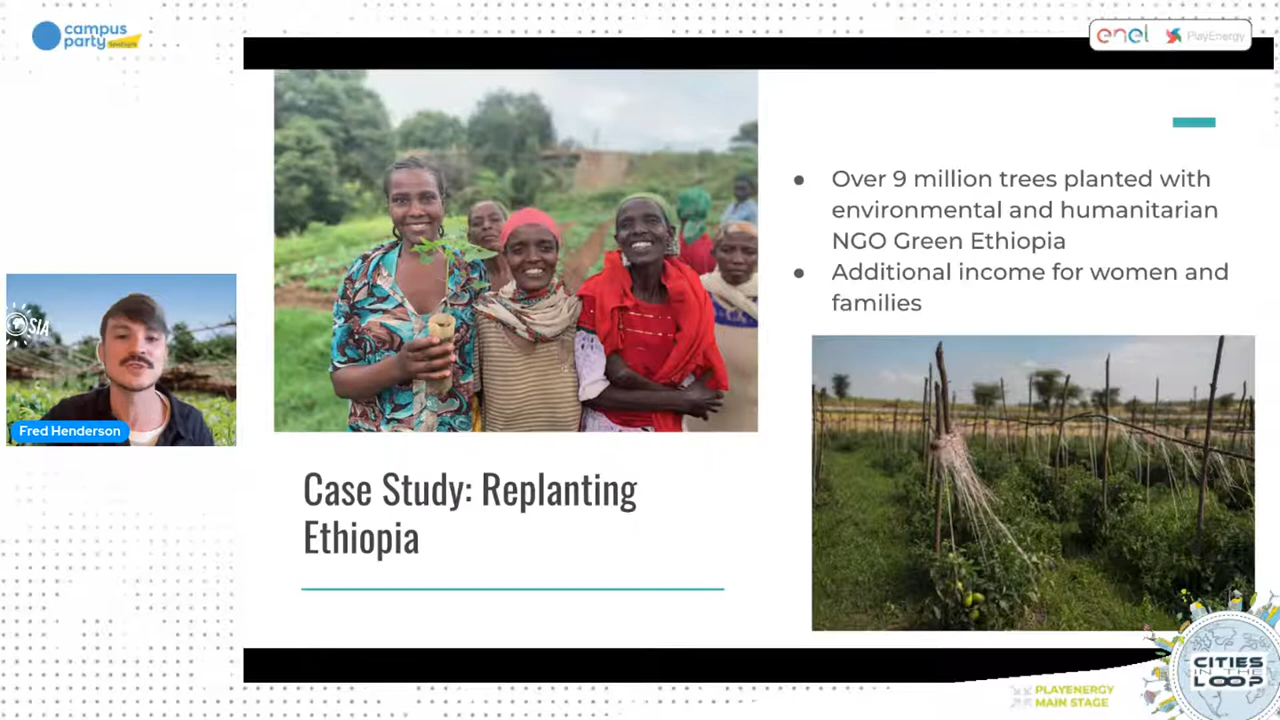 campus
party
enel PlayEnergy
Over 9 million trees planted with
environmental and humanitarian
NGO Green Ethiopia
Additional income for women and
families
SIA
Fred Henderson
Case Study: Replanting
Ethiopia
CITIES
IN THE
LOOP
PLAYENERGY
MAIN STAGE